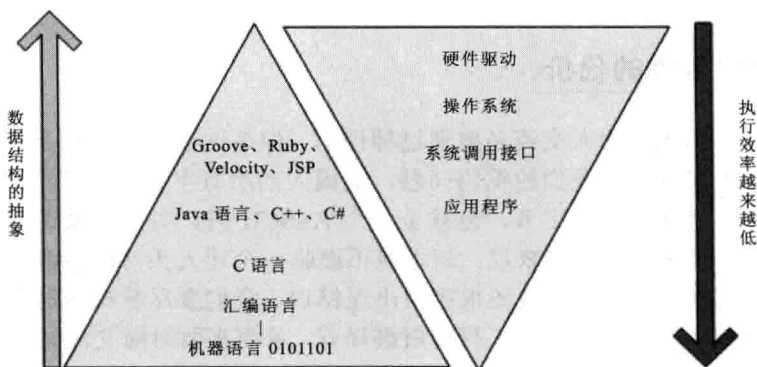 数据结构的抽象
Groove、Ruby、
Velocity、JSP
Java 语言、C++、C#
C 语言
汇编语言
机器语言 0101101
硬件驱动
操作系统
系统调用接口
应用程序
执行效率越来越低